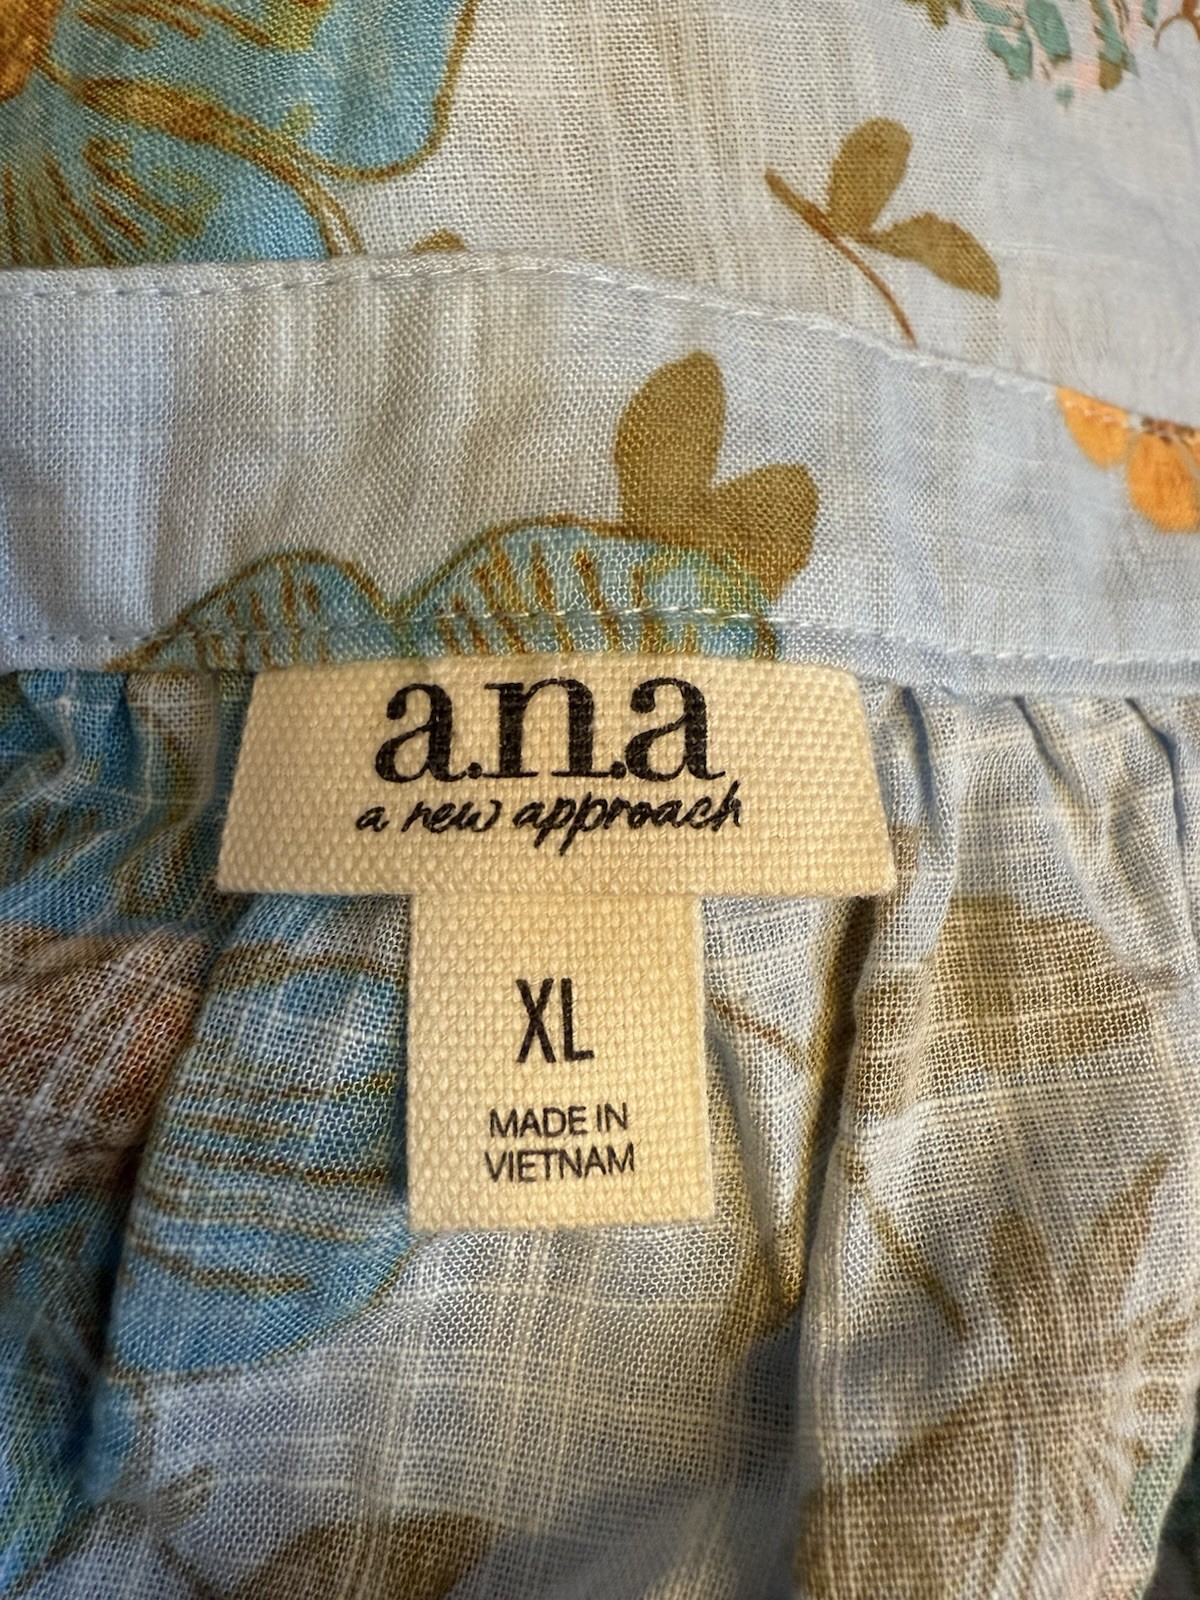 a.n.a
a new approach
XL
MADE IN
VIETNAM